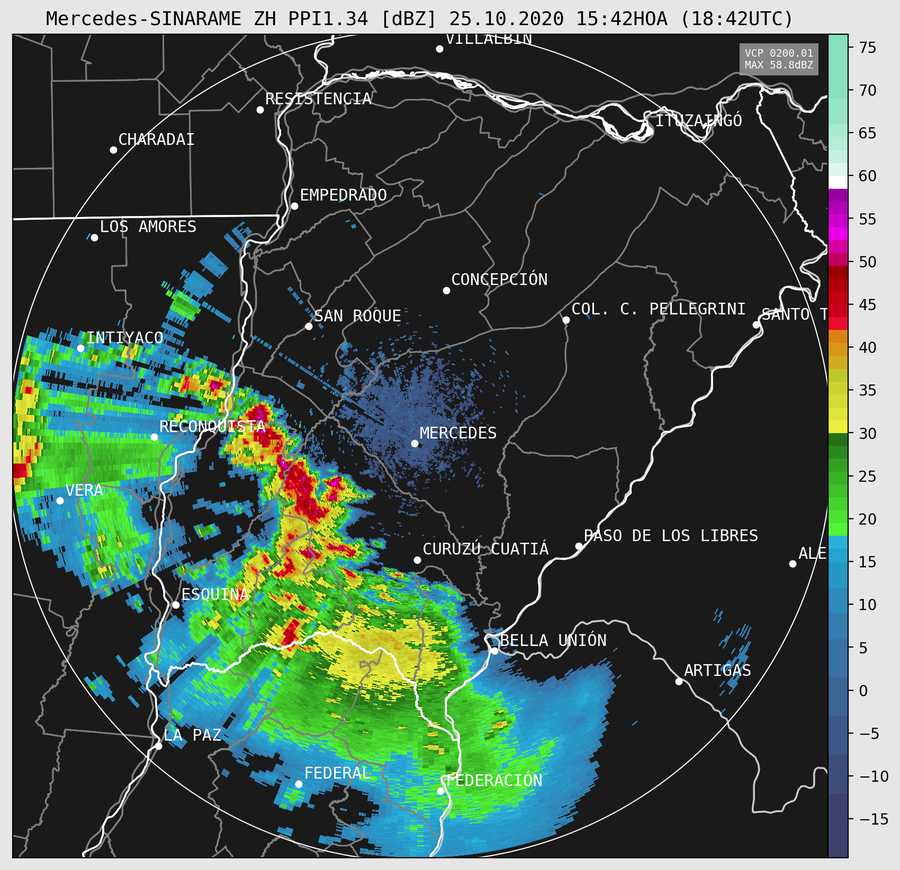 Mercedes-SINARAME ZH PPI1.34 [dBZ] 25.10.2020 15:42HOA (18:42UTC)
VILLALBIN
VCP 0200.01
MAX 58.8dBZ
RESISTENCIA
ITUZAINGÓ
CHARADAI
EMPEDRADO
LOS AMORES
CONCEPCIÓN
COL. C. PELLEGRINI
SANTO T
SAN ROQUE
INTIYACO
RECONQUISTA
MERCEDES
VERA
CURUZÚ CUATIÁ
PASO DE LOS LIBRES
ALE
ESQUINA
BELLA UNIÓN
ARTIGAS
LA PAZ
FEDERAL
FEDERACIÓN
75
70
65
60
55
50
45
40
35
30
25
20
15
10
5
0
−5
−10
−15